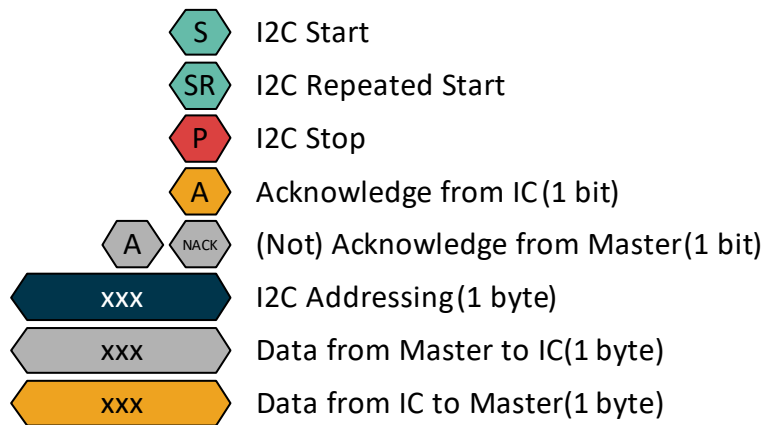 S I2C Start
SR I2C Repeated Start
P I2C Stop
A Acknowledge from IC (1 bit)
A NACK (Not) Acknowledge from Master(1 bit)
xxx I2C Addressing (1 byte)
xxx Data from Master to IC(1 byte)
xxx Data from IC to Master(1 byte)